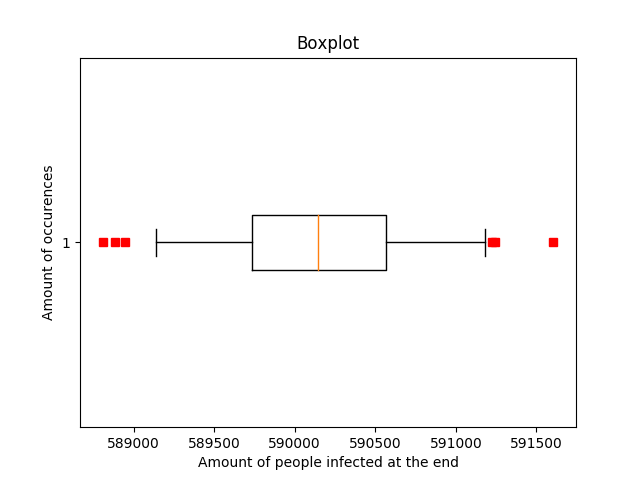 Boxplot
Amount of occurences
1
589000 589500 590000 590500 591000 591500
Amount of people infected at the end